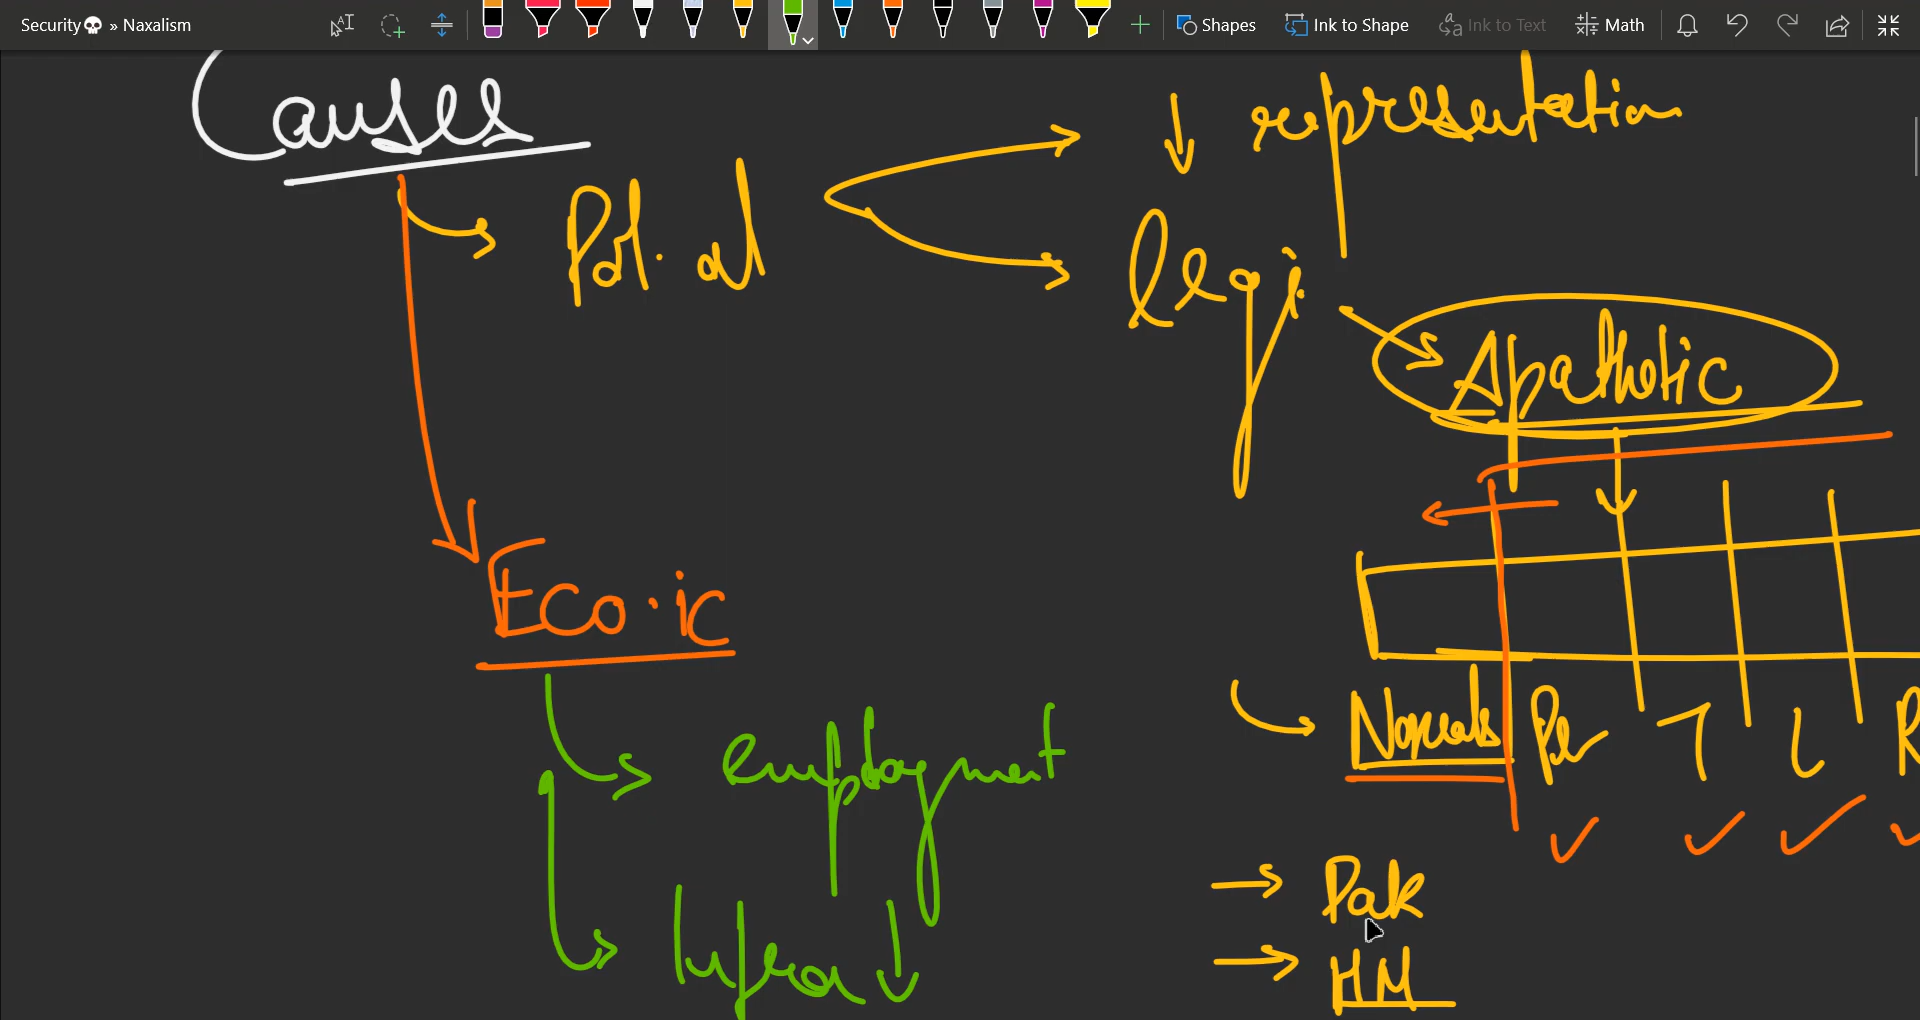 Security💀 » Naxalism
Shapes
Ink to Shape
Ink to Text
Math
Causes
↓ representation
Pol.al
legi.
Apathetic
Eco.ic
employment
Infra ↓
Pak
HM